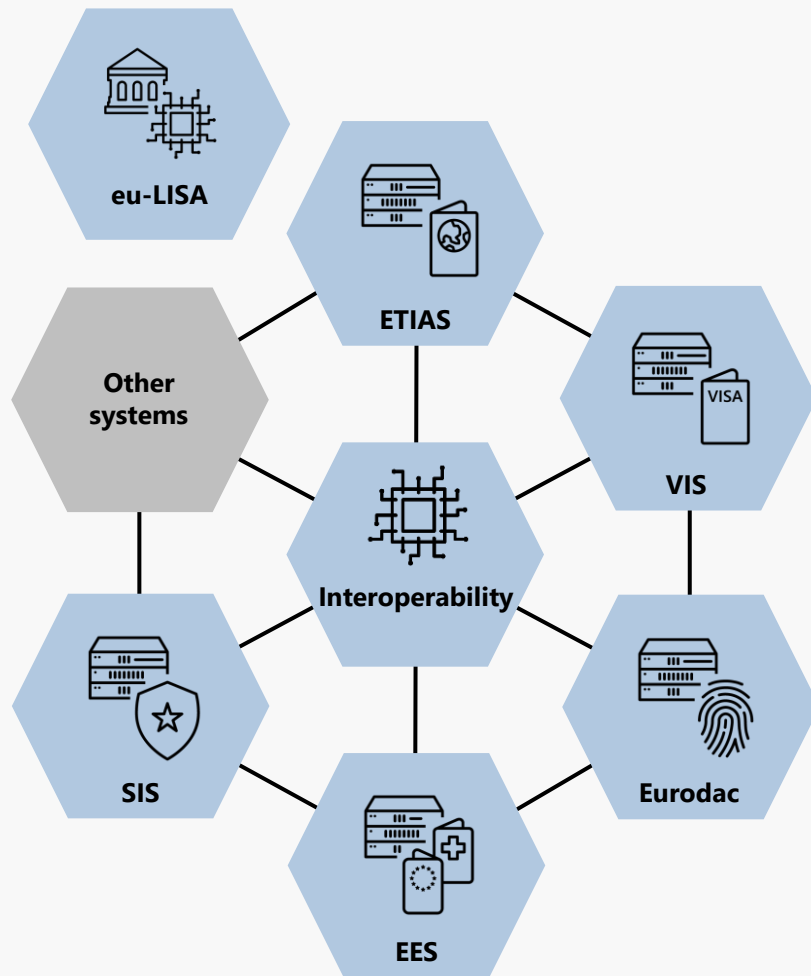 eu-LISA
ETIAS
Other
systems
VISA
VIS
Interoperability
SIS
Eurodac
EES